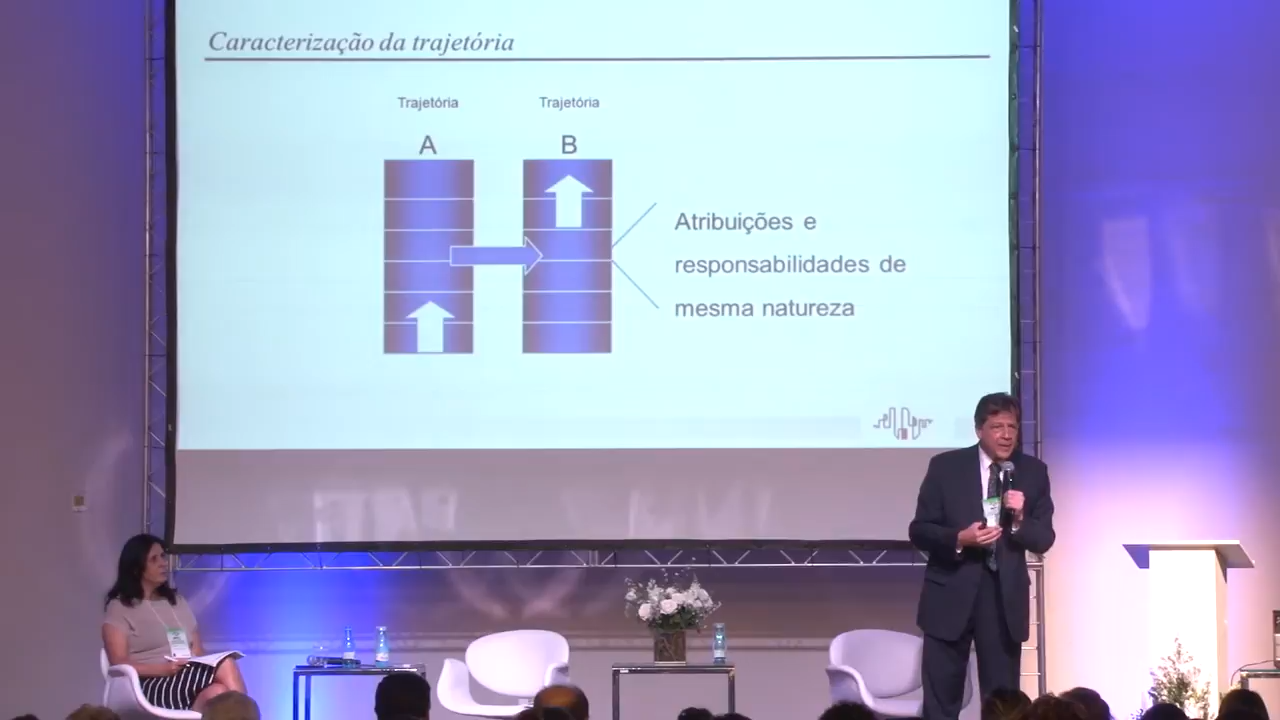 Caracterização da trajetória
Trajetória Trajetória
A B
Atribuições e
responsabilidades de
mesma natureza